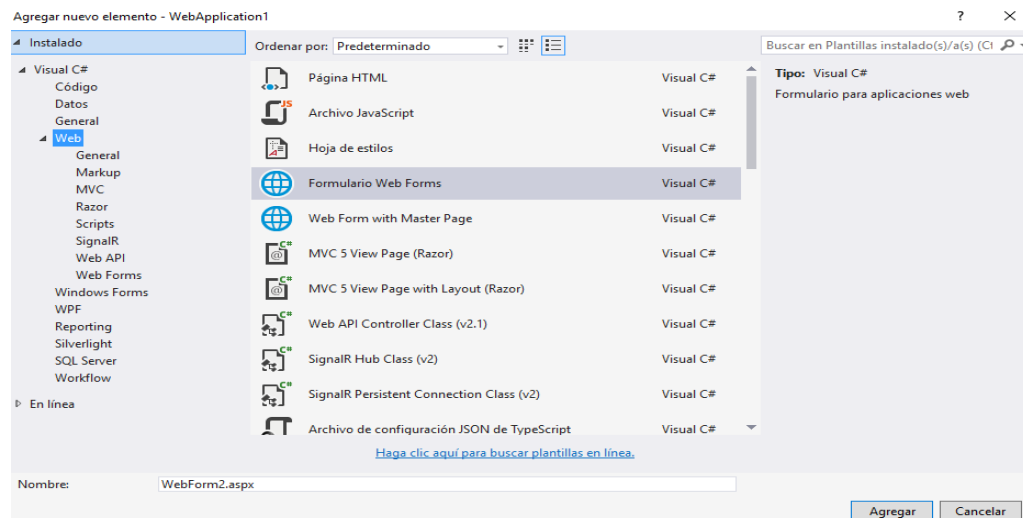 Agregar nuevo elemento - WebApplication1
?
Instalado
Ordenar por: Predeterminado
Buscar en Plantillas instalado(s)/a(s) (Ct
Visual C#
Código
Datos
General
Web
General
Markup
MVC
Razor
Scripts
SignalR
Web API
Web Forms
Windows Forms
WPF
Reporting
Silverlight
SQL Server
Workflow
En línea
Página HTML Visual C#
JS Archivo JavaScript Visual C#
Hoja de estilos Visual C#
Formulario Web Forms Visual C#
Web Form with Master Page Visual C#
C# @ MVC 5 View Page (Razor) Visual C#
C# @ MVC 5 View Page with Layout (Razor) Visual C#
C# Web API Controller Class (v2.1) Visual C#
C# SignalR Hub Class (v2) Visual C#
C# SignalR Persistent Connection Class (v2) Visual C#
Archivo de configuración JSON de TypeScript Visual C#
Tipo: Visual C#
Formulario para aplicaciones web
Haga clic aquí para buscar plantillas en línea.
Nombre: WebForm2.aspx
Agregar Cancelar